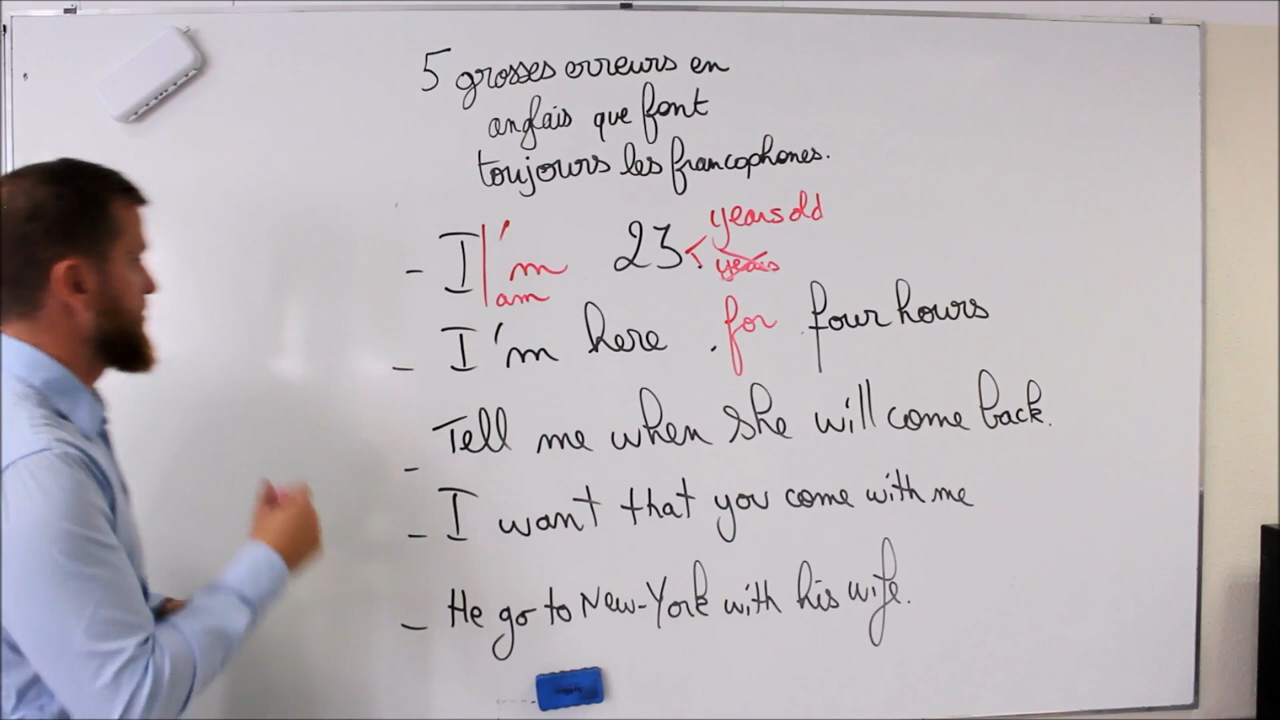 5 grosses erreurs en
anglais que font
toujours les francophones.
years old
- I'm 23. years
am
- I'm here for four hours
- Tell me when she will come back.
- I want that you come with me
- He go to New-York with his wife.